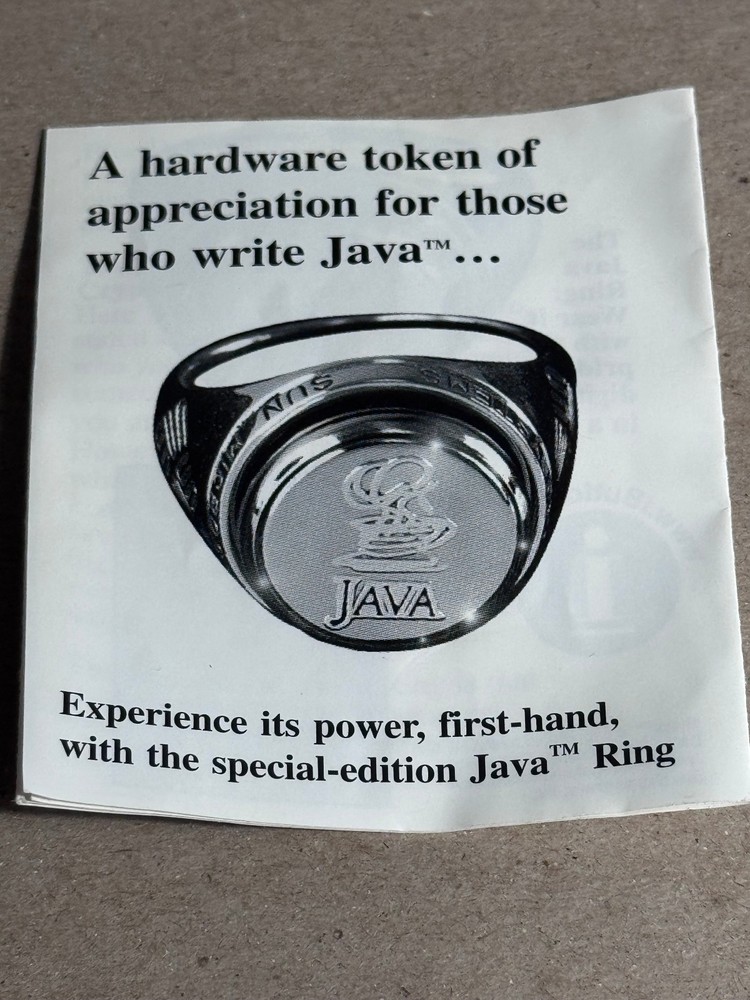 A hardware token of
appreciation for those
who write Java™...
SUN MICROSYSTEMS
JAVA
Experience its power, first-hand,
with the special-edition Java™ Ring